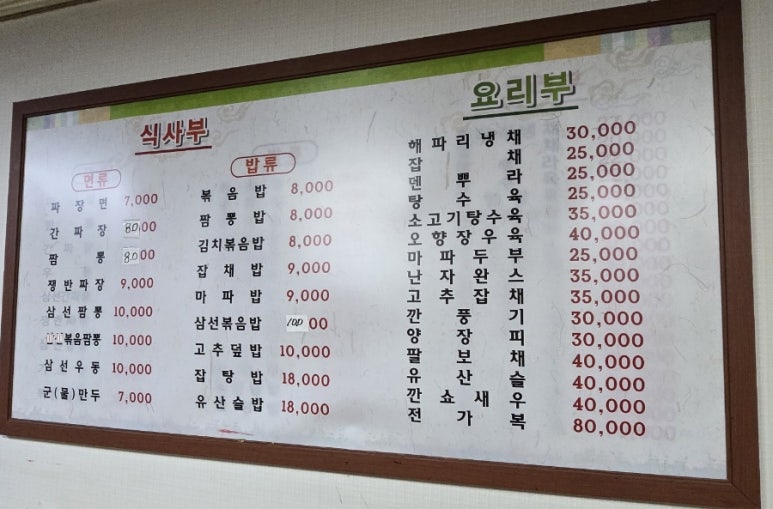 식사부
면류
짜장면 7,000
간짜장 8000
짬뽕 8000
쟁반짜장 9,000
삼선짬뽕 10,000
볶음짬뽕 10,000
삼선우동 10,000
군(물)만두 7,000
밥류
볶음밥 8,000
짬뽕밥 8,000
김치볶음밥 8,000
잡채밥 9,000
마파밥 9,000
삼선볶음밥 10000
고추덮밥 10,000
잡탕밥 18,000
유산슬밥 18,000
요리부
해파리냉채 30,000
잡채 25,000
덴뿌라 25,000
탕수육 25,000
소고기탕수육 35,000
오향장육 40,000
마파두부 25,000
난자완스 35,000
고추잡채 35,000
깐풍기 30,000
양장피 30,000
팔보채 40,000
유산슬 40,000
깐쇼새우 40,000
전가복 80,000